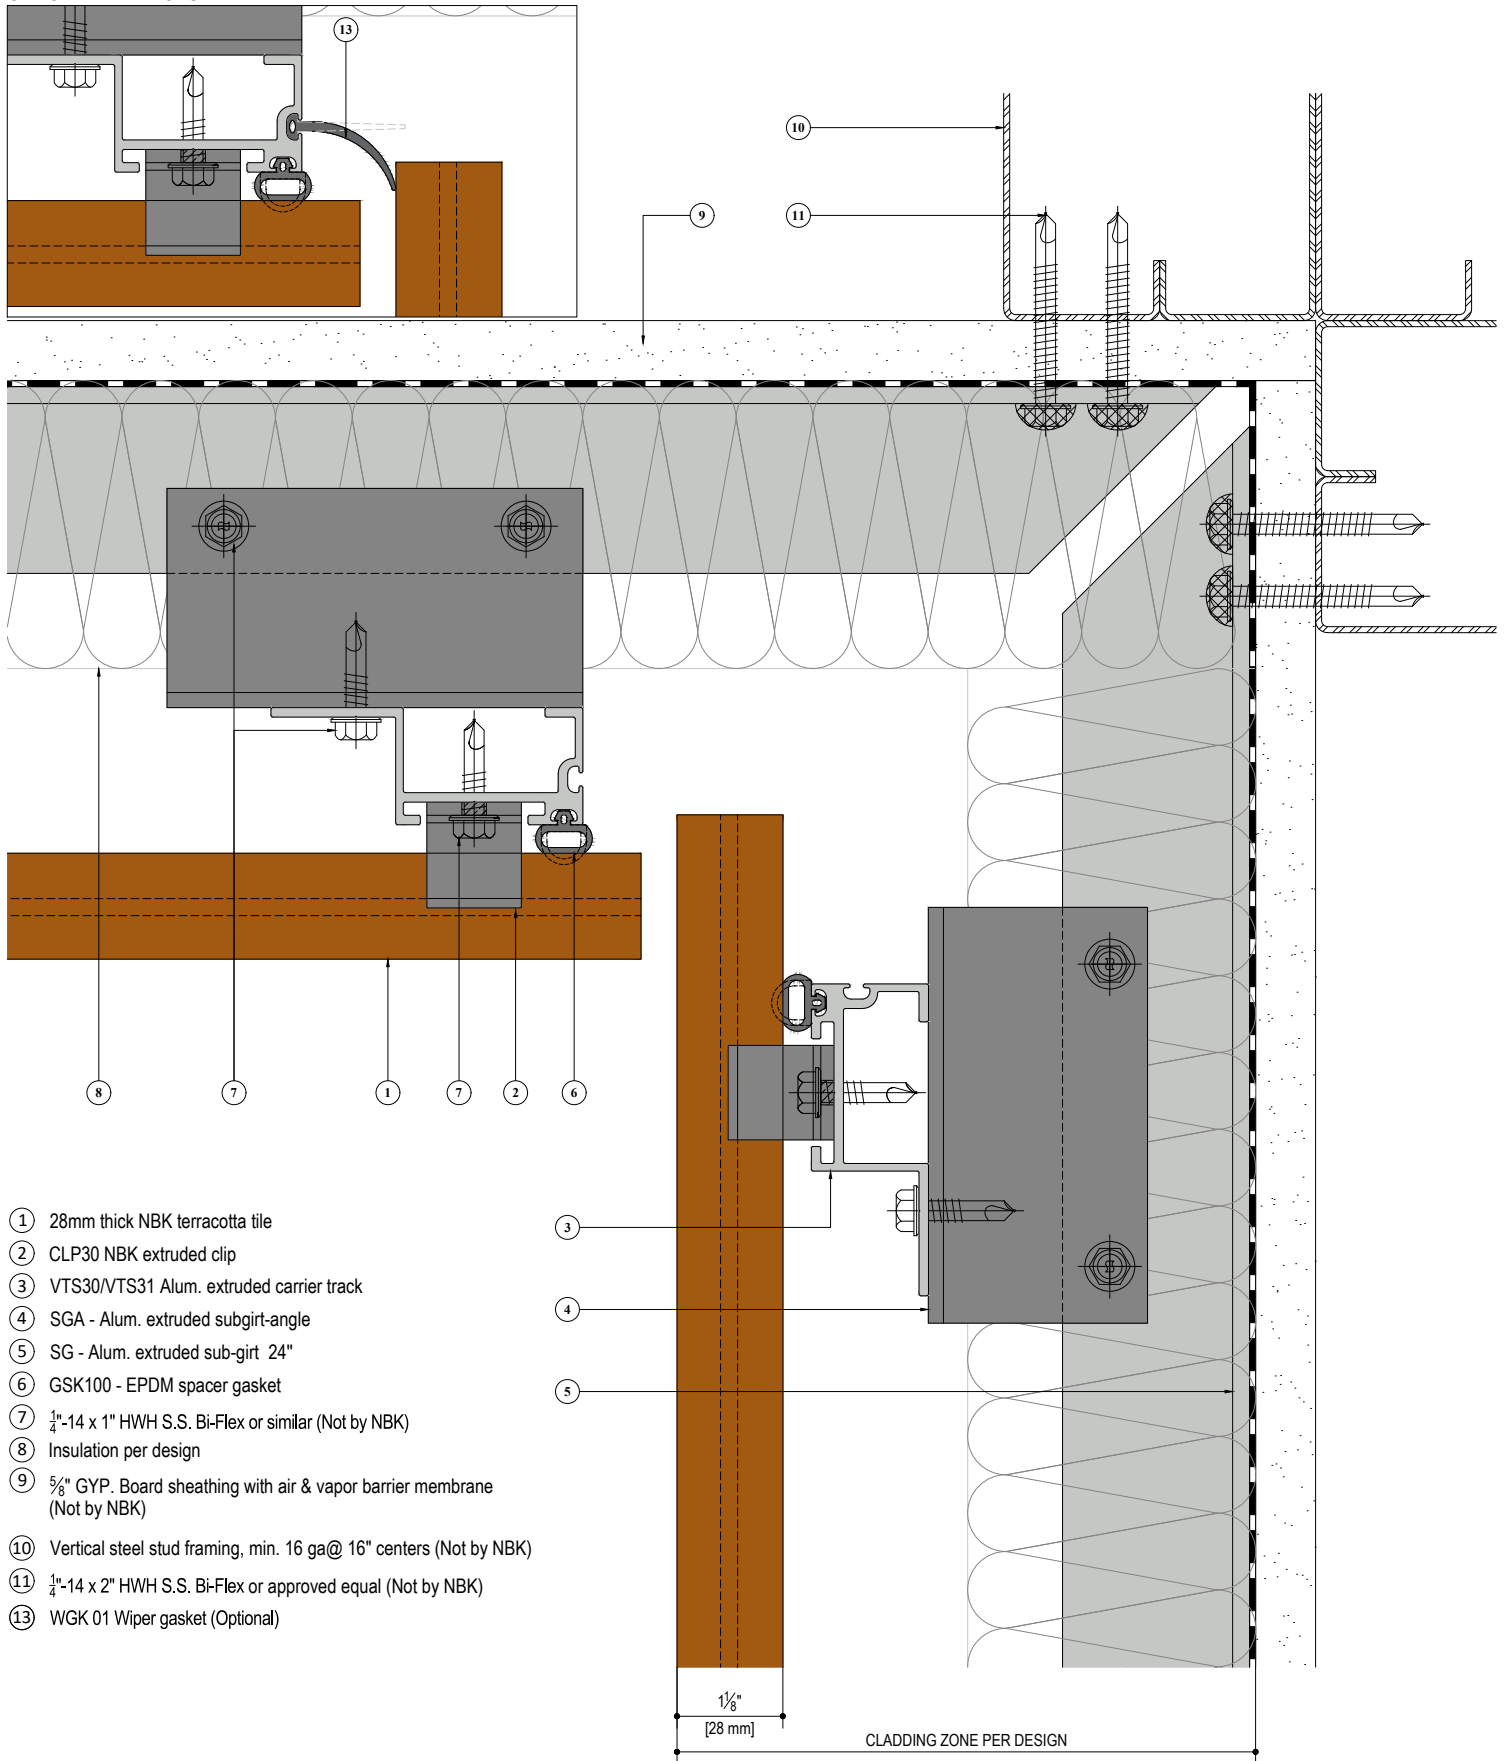 13
10
9
11
8
7
1
7
2
6
3
4
5
1 28mm thick NBK terracotta tile
2 CLP30 NBK extruded clip
3 VTS30/VTS31 Alum. extruded carrier track
4 SGA - Alum. extruded subgirt-angle
5 SG - Alum. extruded sub-girt 24"
6 GSK100 - EPDM spacer gasket
7 1/4"-14 x 1" HWH S.S. Bi-Flex or similar (Not by NBK)
8 Insulation per design
9 5/8" GYP. Board sheathing with air & vapor barrier membrane
(Not by NBK)
10 Vertical steel stud framing, min. 16 ga@ 16" centers (Not by NBK)
11 1/4"-14 x 2" HWH S.S. Bi-Flex or approved equal (Not by NBK)
13 WGK 01 Wiper gasket (Optional)
1 1/8"
[28 mm]
CLADDING ZONE PER DESIGN